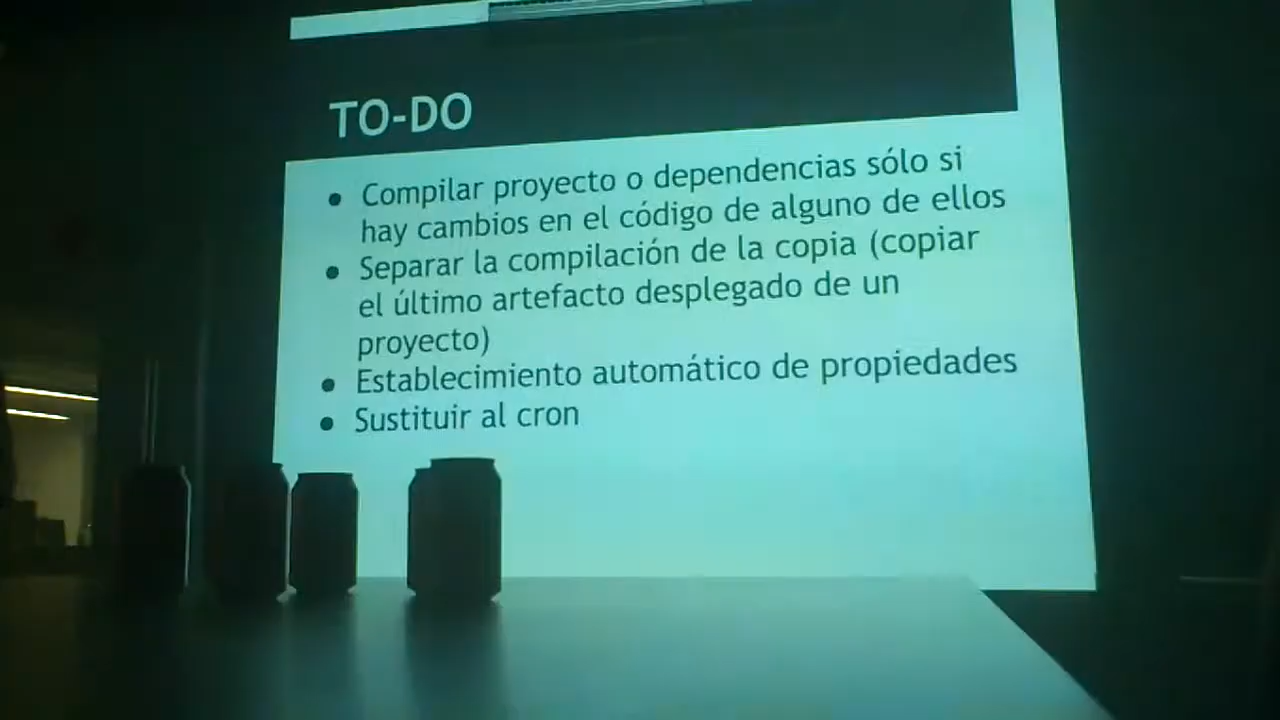 TO-DO
● Compilar proyecto o dependencias sólo si
hay cambios en el código de alguno de ellos
● Separar la compilación de la copia (copiar
el último artefacto desplegado de un
proyecto)
● Establecimiento automático de propiedades
● Sustituir al cron